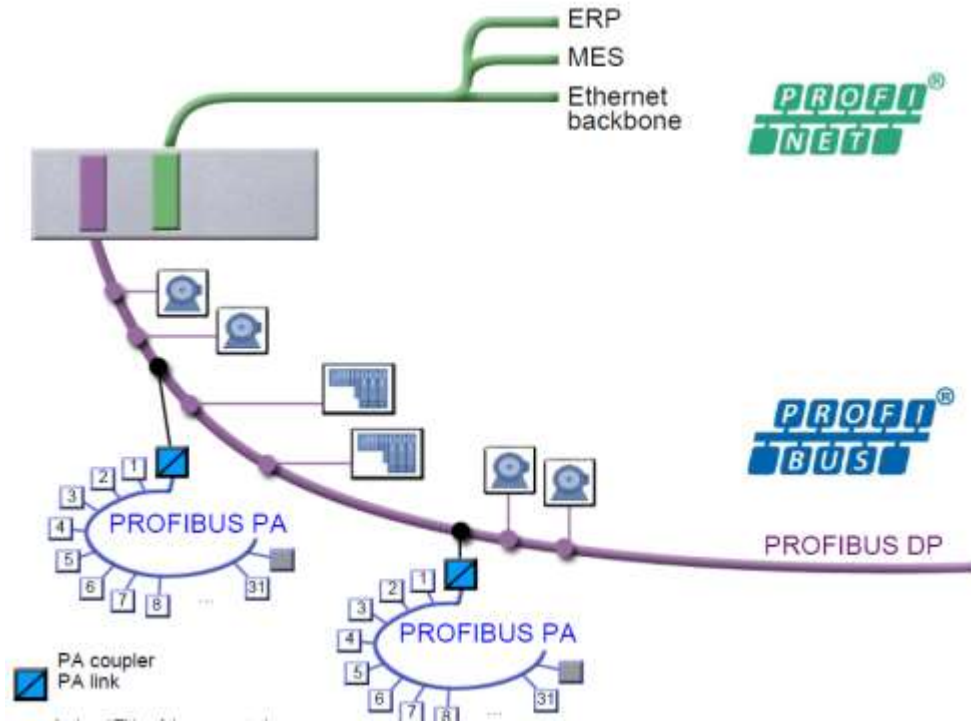 ERP
MES
Ethernet
backbone
PROFI®
NET
PROFI®
BUS
PROFIBUS DP
1
2
3
4
5
6
7
8
...
31
PROFIBUS PA
1
2
3
4
5
6
7
8
...
31
PROFIBUS PA
PA coupler
PA link